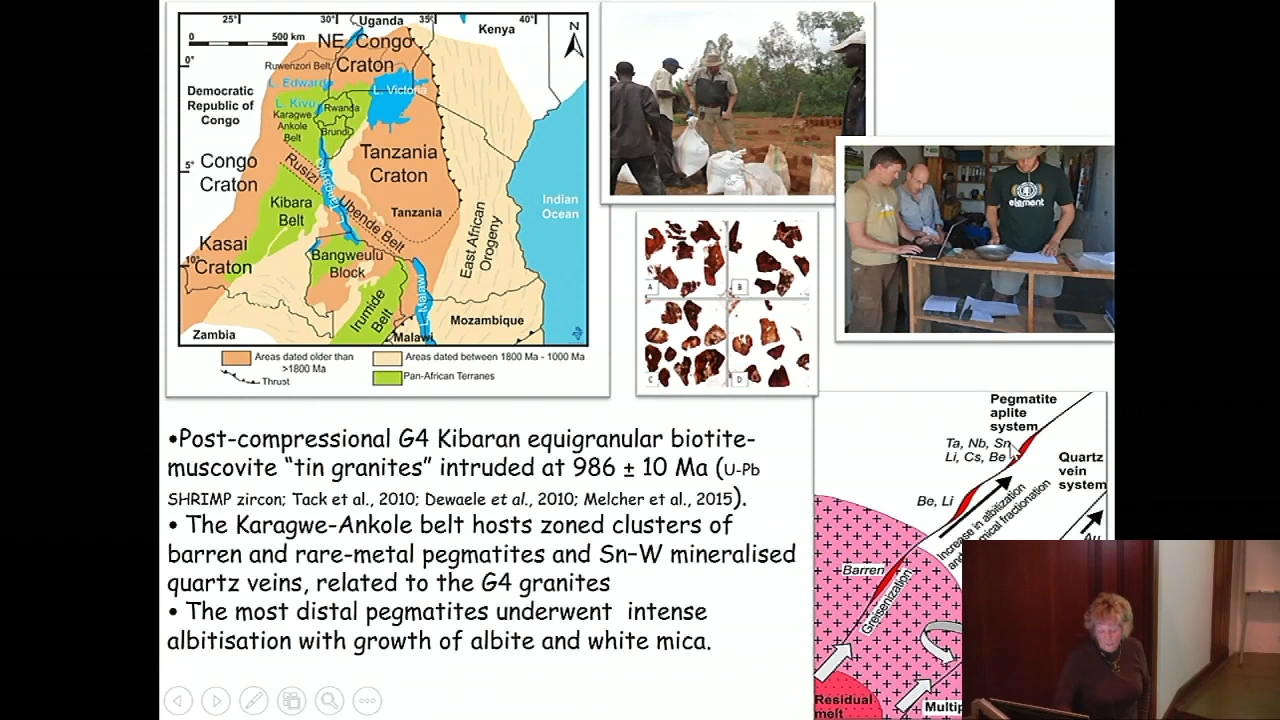 25°
30°
35°
40°
Uganda
Kenya
N
0
500 km
NE Congo
Craton
0°
Ruwenzori Belt
L. Edward
L. Victoria
Democratic
Republic of
Congo
L. Kivu
Karagwe
Ankole
Belt
Rwanda
Brundi
5°
Congo
Craton
Rusizi
Tanzania
Craton
Kibara
Belt
Ubende Belt
Tanzania
Indian
Ocean
East African
Orogeny
Kasai
Craton
10°
Bangweulu
Block
Irumide
Belt
L. Malawi
Mozambique
Zambia
Malawi
Areas dated older than
>1800 Ma
Areas dated between 1800 Ma - 1000 Ma
Thrust
Pan-African Terranes
element
A
B
C
D
•Post-compressional G4 Kibaran equigranular biotite-
muscovite “tin granites” intruded at 986 ± 10 Ma (U-Pb
SHRIMP zircon; Tack et al., 2010; Dewaele et al., 2010; Melcher et al., 2015).
• The Karagwe-Ankole belt hosts zoned clusters of
barren and rare-metal pegmatites and Sn–W mineralised
quartz veins, related to the G4 granites
• The most distal pegmatites underwent intense
albitisation with growth of albite and white mica.
Pegmatite
aplite
system
Ta, Nb, Sn
Li, Cs, Be
Quartz
vein
system
Be, Li
Increase in albitization
fractionation
Au
Barren
Greisenization
Residual
melt